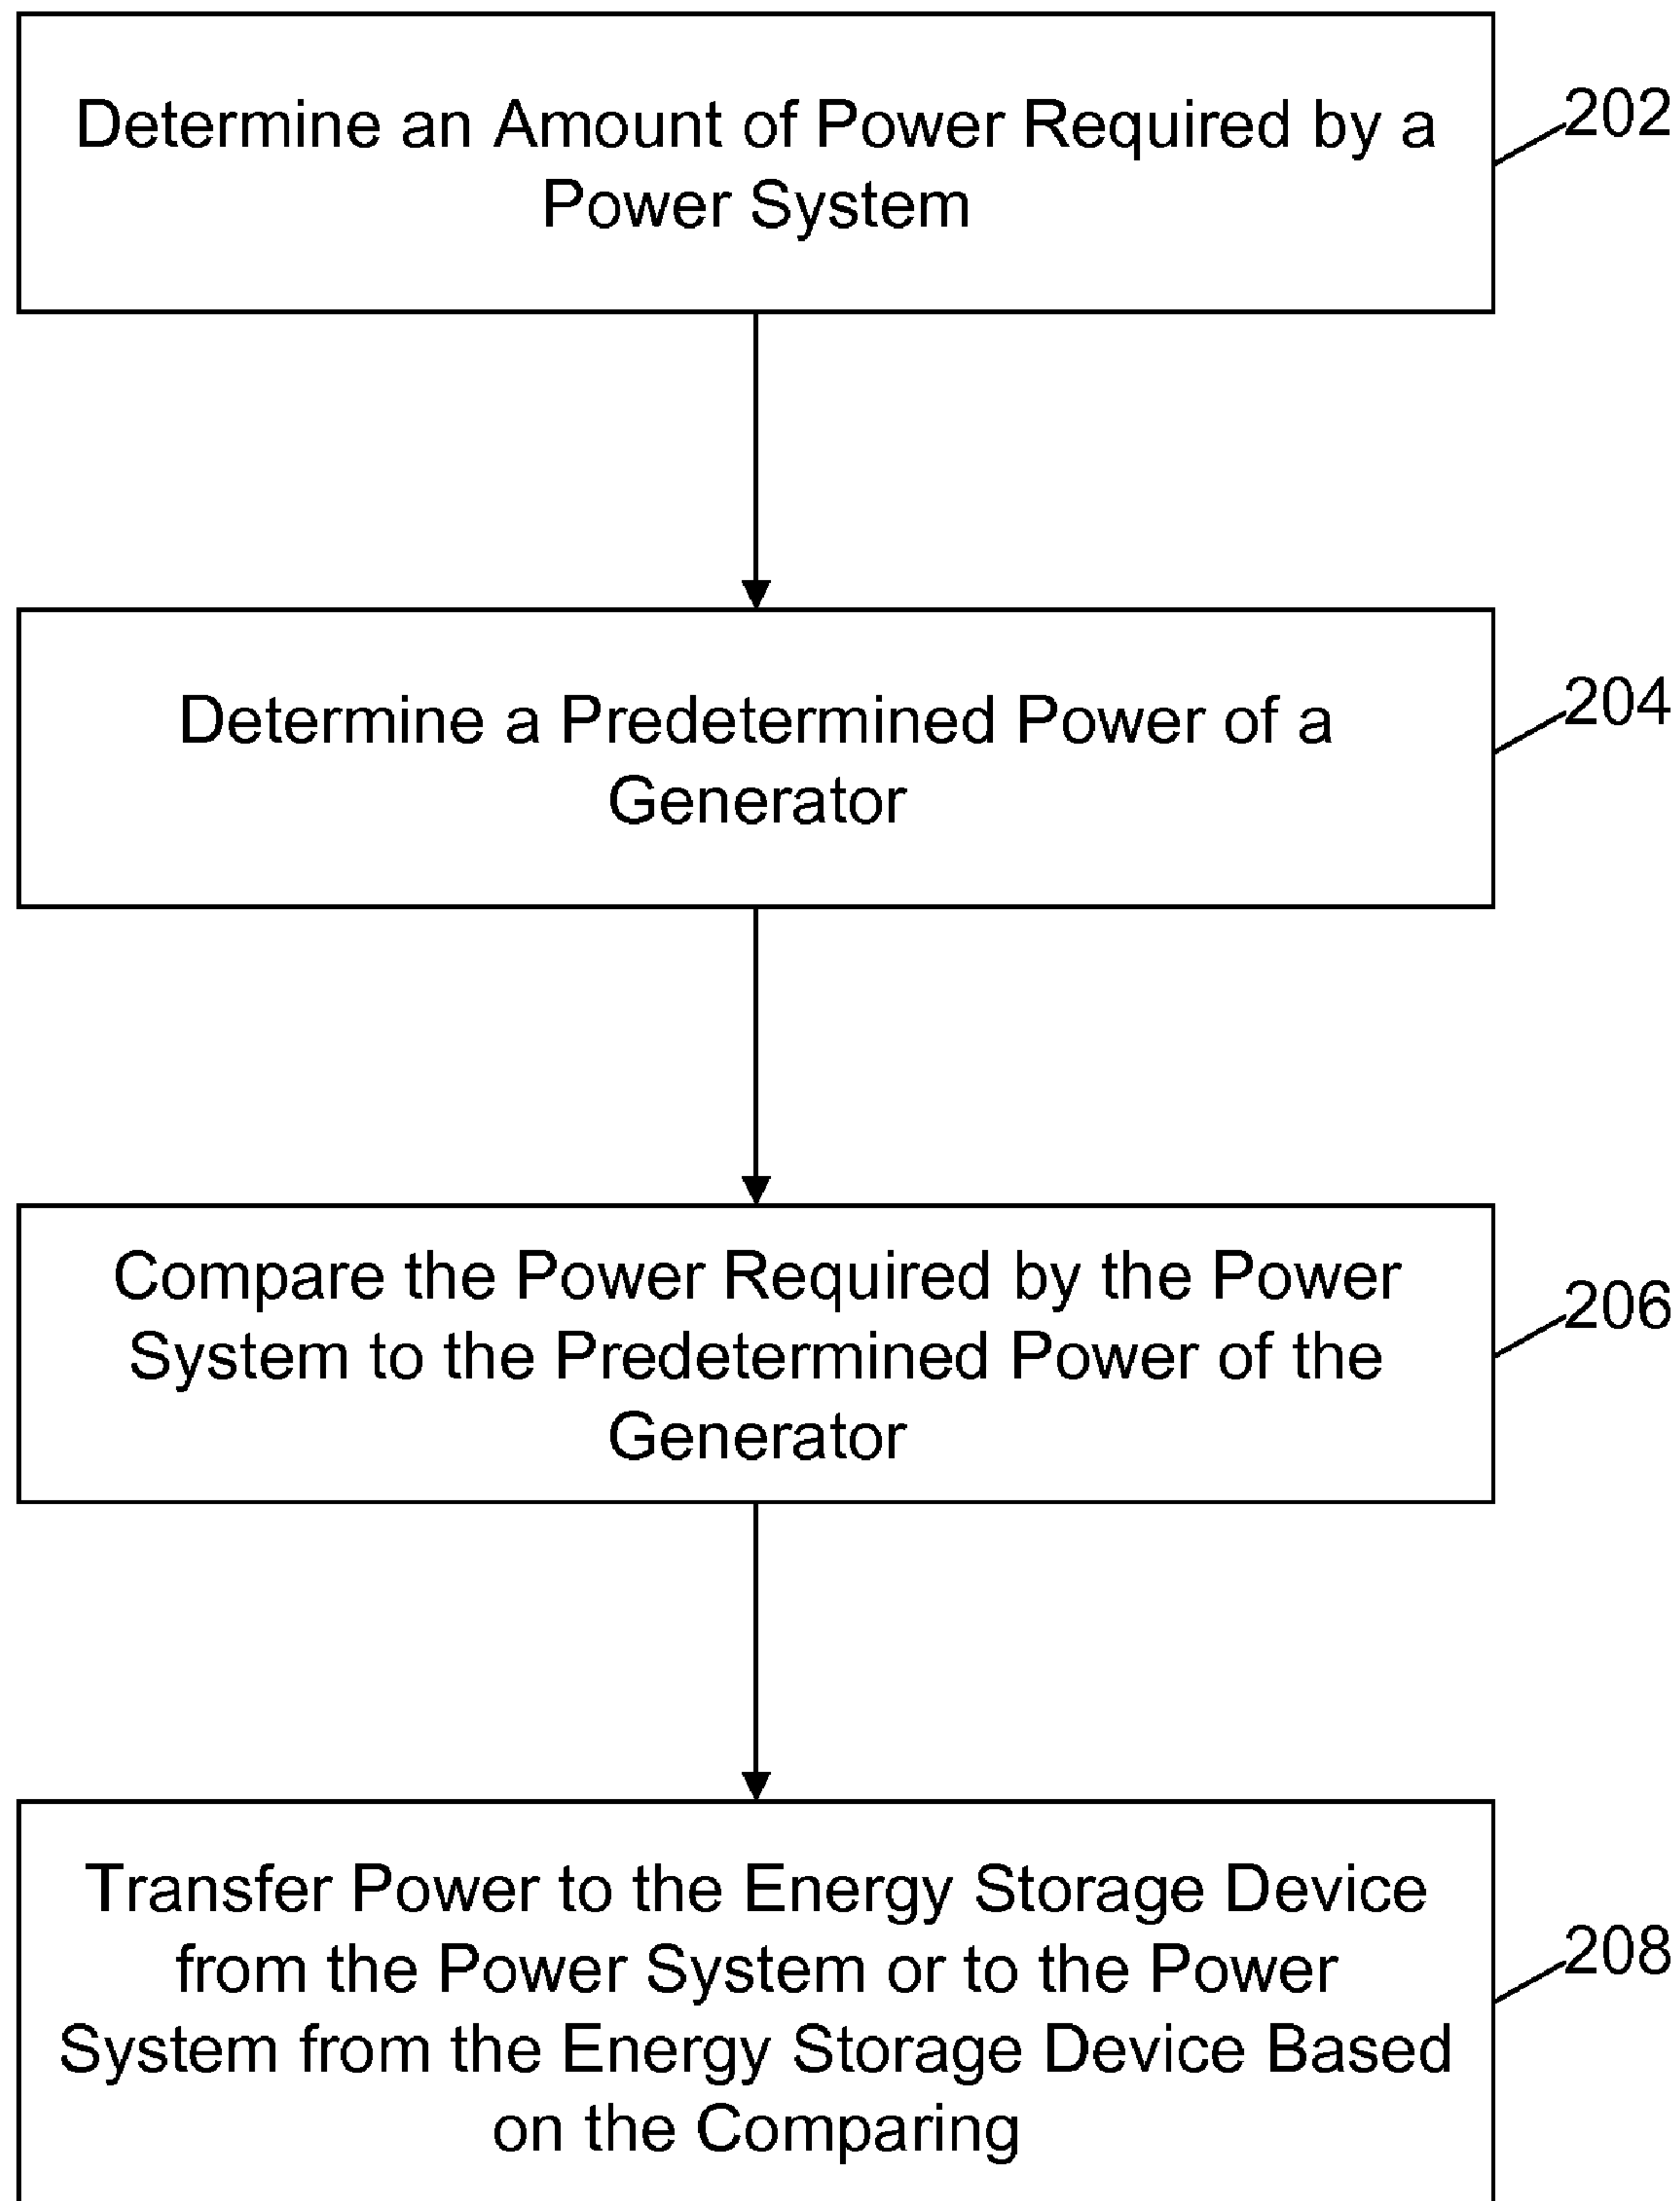 Determine an Amount of Power Required by a
Power System
202
Determine a Predetermined Power of a
Generator
204
Compare the Power Required by the Power
System to the Predetermined Power of the
Generator
206
Transfer Power to the Energy Storage Device
from the Power System or to the Power
System from the Energy Storage Device Based
on the Comparing
208